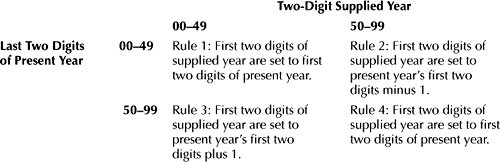 Two-Digit Supplied Year
00–49 50–99
Last Two Digits 00–49 Rule 1: First two digits of Rule 2: First two digits of
of Present Year supplied year are set to first supplied year are set to
two digits of present year. present year's first two
digits minus 1.
50–99 Rule 3: First two digits of Rule 4: First two digits of
supplied year are set to supplied year are set to first
present year's first two two digits of present year.
digits plus 1.